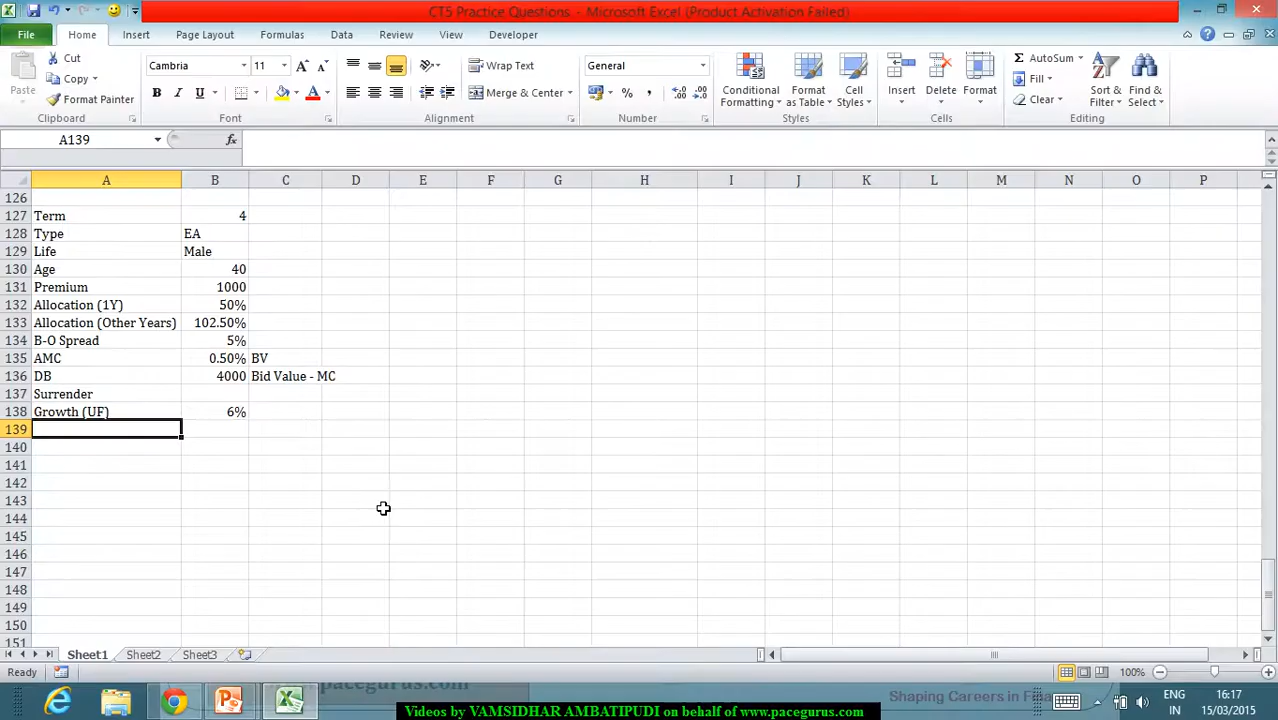 CT5 Practice Questions - Microsoft Excel (Product Activation Failed)
File Home Insert Page Layout Formulas Data Review View Developer
Paste Cut Copy Format Painter Clipboard
Cambria 11 B I U A Font
Wrap Text Merge & Center Alignment
General % , Number
Conditional Formatting Format as Table Cell Styles Styles
Insert Delete Format Cells
AutoSum Fill Clear Sort & Filter Find & Select Editing
A139 fx
A B C D E F G H I J K L M N O P
126
127 Term 4
128 Type EA
129 Life Male
130 Age 40
131 Premium 1000
132 Allocation (1Y) 50%
133 Allocation (Other Years) 102.50%
134 B-O Spread 5%
135 AMC 0.50% BV
136 DB 4000 Bid Value - MC
137 Surrender
138 Growth (UF) 6%
139
140
141
142
143
144
145
146
147
148
149
150
151
Sheet1 Sheet2 Sheet3
Ready 100%
pacegurus.com Shaping Careers in Fina
ENG 16:17
IN 15/03/2015
Videos by VAMSIDHAR AMBATIPUDI on behalf of www.pacegurus.com